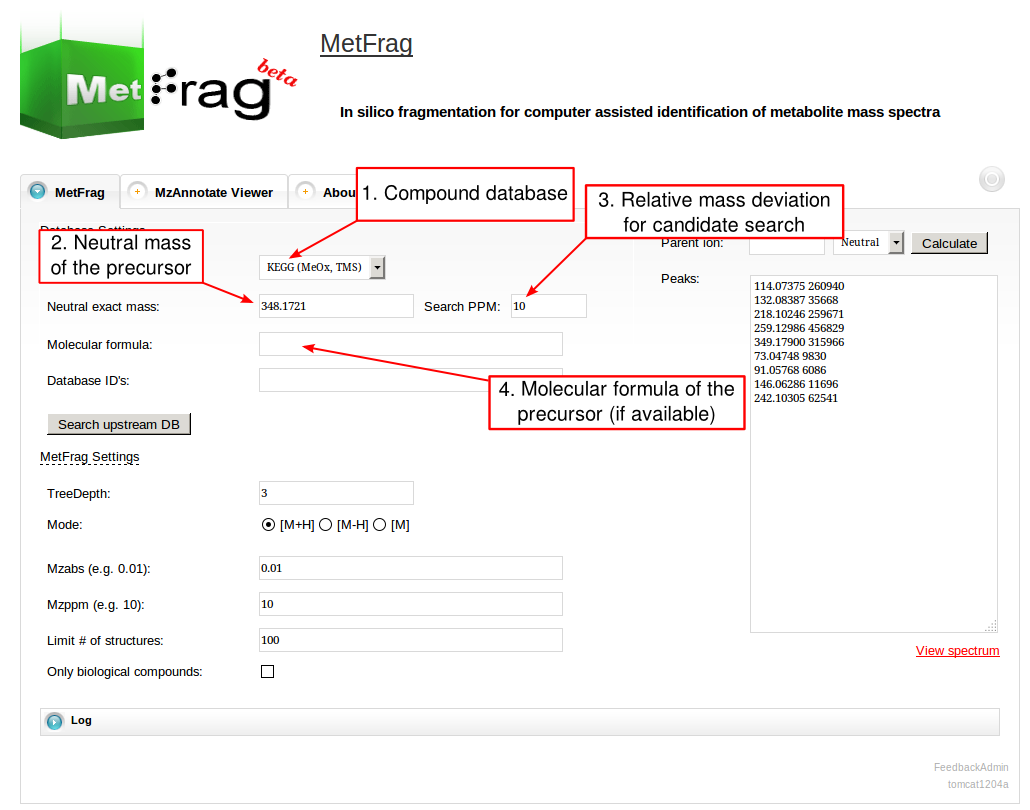 MetFrag
Met Frag beta
In silico fragmentation for computer assisted identification of metabolite mass spectra
MetFrag
MzAnnotate Viewer
Abou
1. Compound database
3. Relative mass deviation
for candidate search
Database Settings
2. Neutral mass
of the precursor
Parent Ion:
Neutral
Calculate
KEGG (MeOx, TMS)
Peaks:
Neutral exact mass:
348.1721
Search PPM:
10
Molecular formula:
Database ID's:
4. Molecular formula of the
precursor (if available)
114.07375 260940
132.08387 35668
218.10246 259671
259.12986 456829
349.17900 315966
73.04748 9830
91.05768 6086
146.06286 11696
242.10305 62541
Search upstream DB
MetFrag Settings
TreeDepth:
3
Mode:
[M+H] [M-H] [M]
Mzabs (e.g. 0.01):
0.01
Mzppm (e.g. 10):
10
Limit # of structures:
100
Only biological compounds:
View spectrum
Log
FeedbackAdmin
tomcat1204a